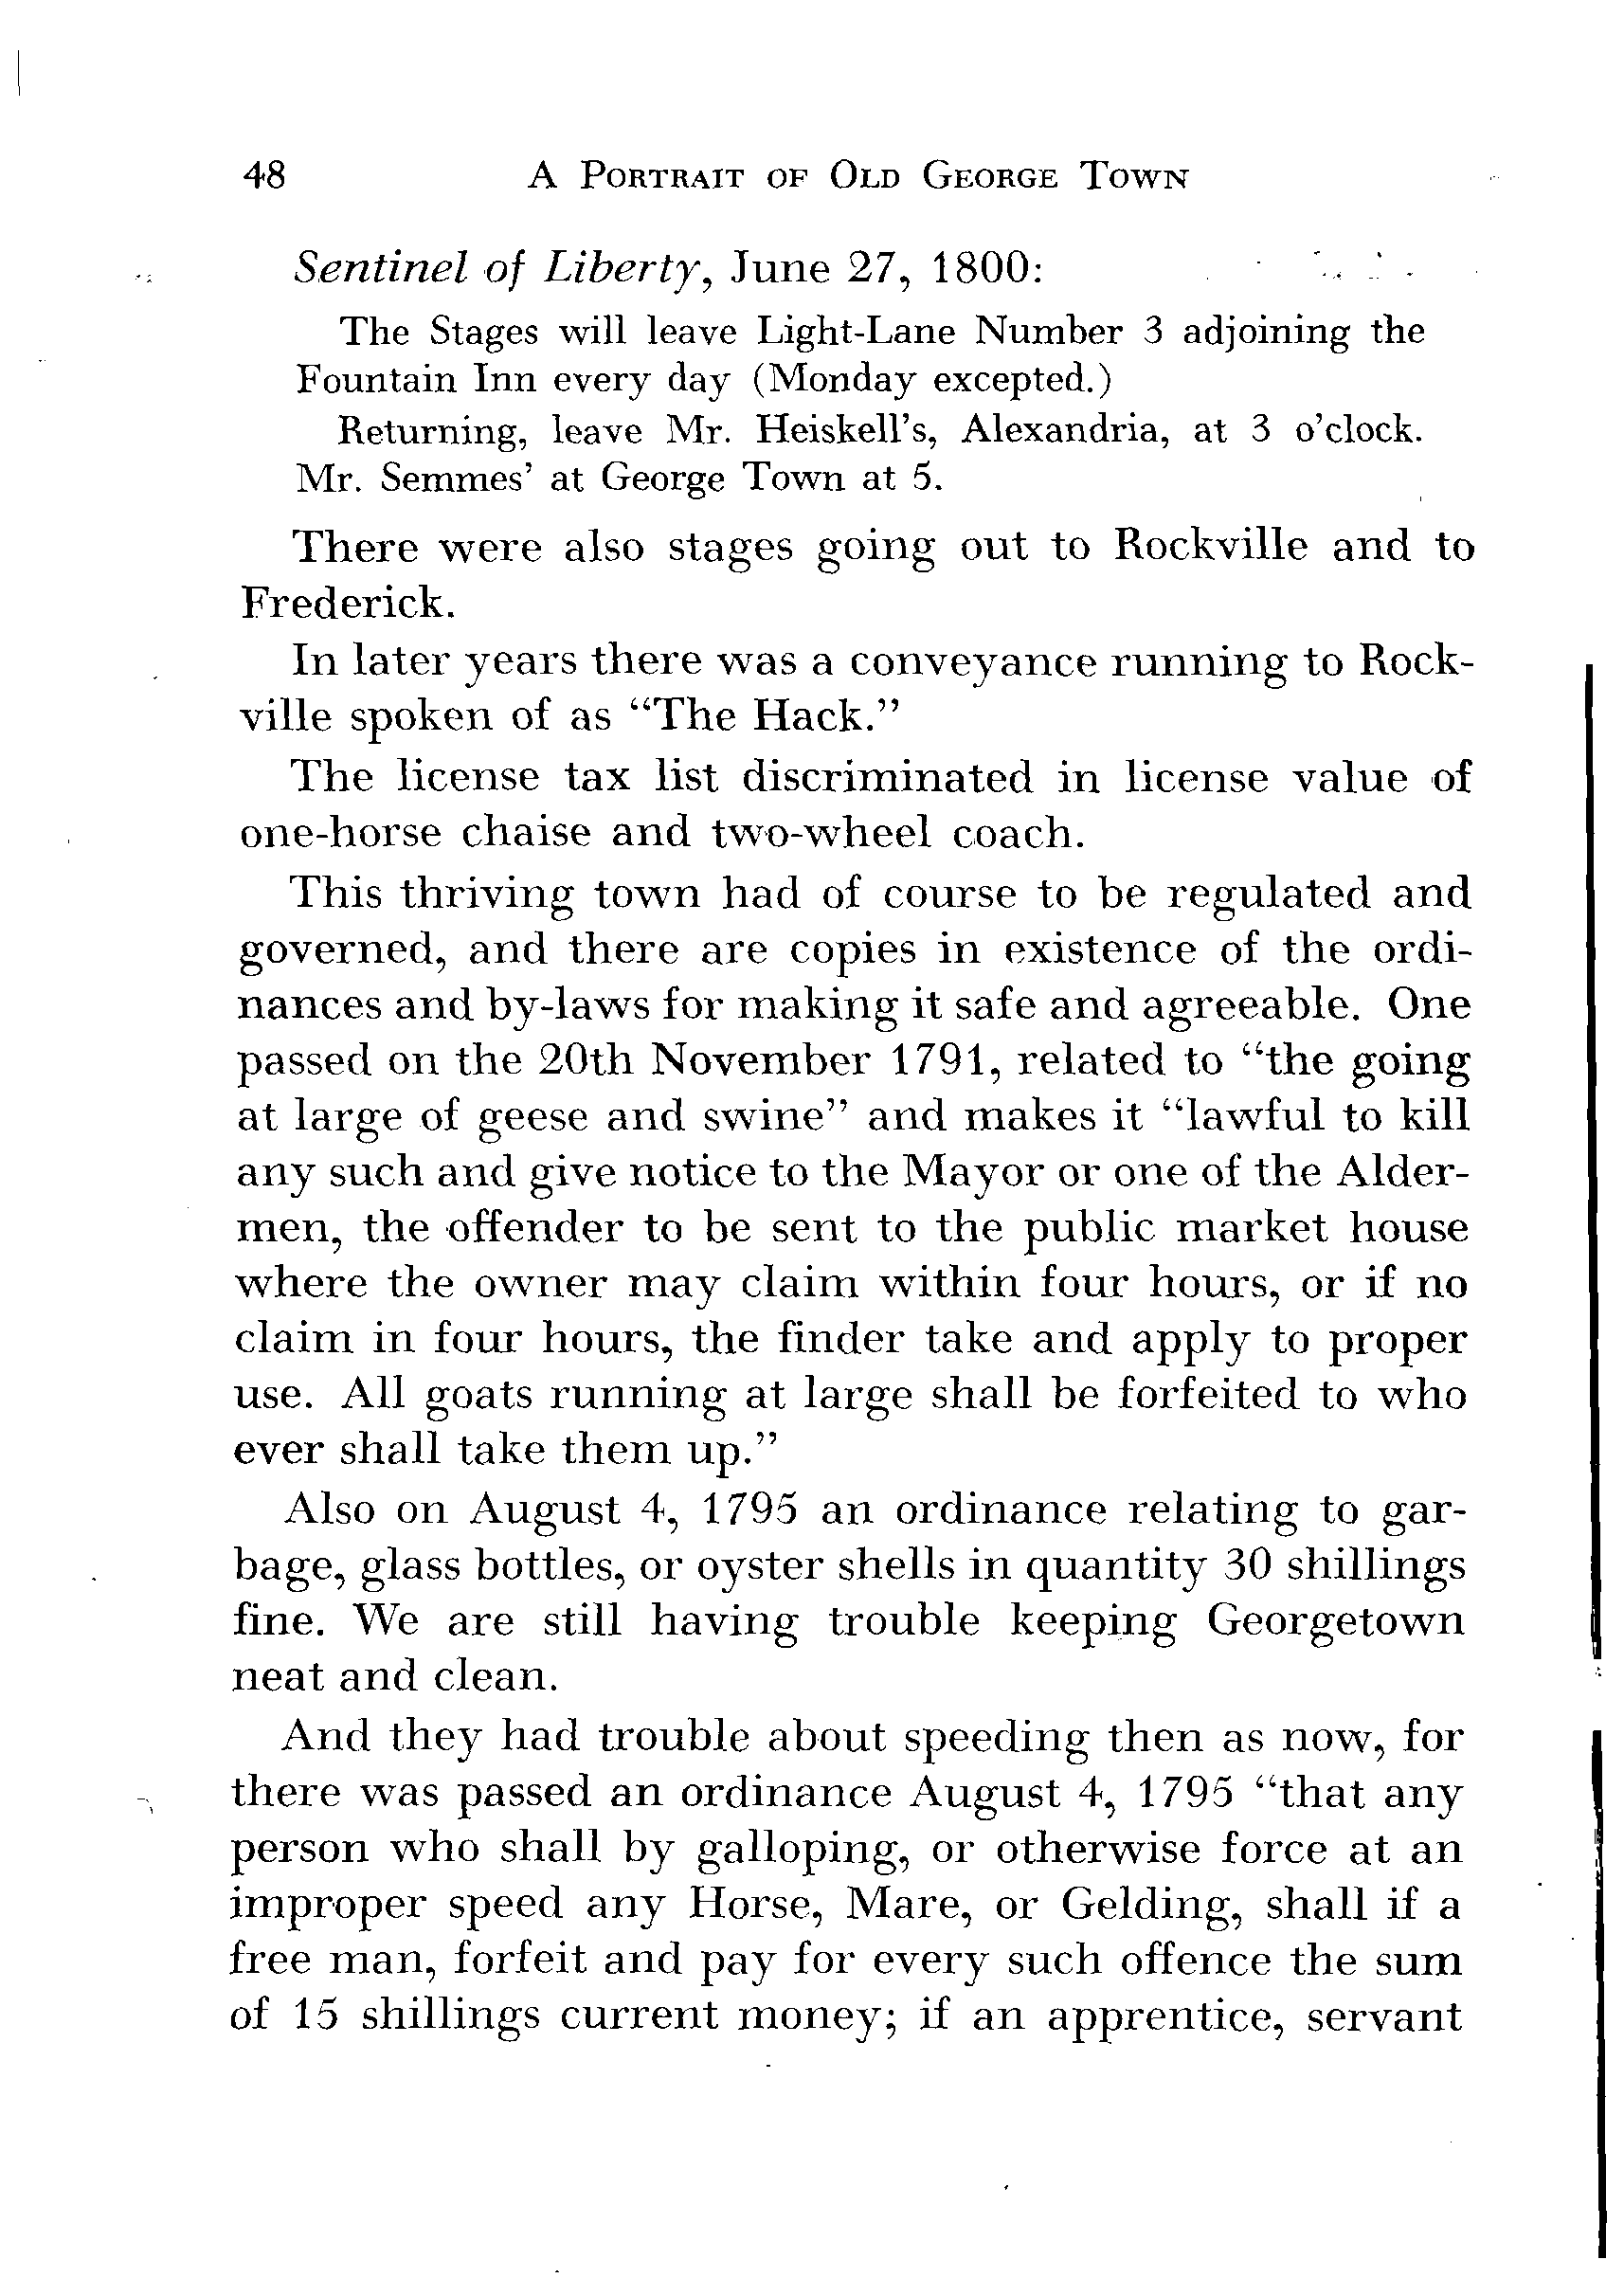 48 A Portrait of Old George Town
Sentinel of Liberty, June 27, 1800:
The Stages will leave Light-Lane Number 3 adjoining the
Fountain Inn every day (Monday excepted.)
Returning, leave Mr. Heiskell's, Alexandria, at 3 o'clock.
Mr. Semmes' at George Town at 5.
There were also stages going out to Rockville and to
Frederick.
In later years there was a conveyance running to Rock-
ville spoken of as “The Hack.”
The license tax list discriminated in license value of
one-horse chaise and two-wheel coach.
This thriving town had of course to be regulated and
governed, and there are copies in existence of the ordi-
nances and by-laws for making it safe and agreeable. One
passed on the 20th November 1791, related to “the going
at large of geese and swine” and makes it “lawful to kill
any such and give notice to the Mayor or one of the Alder-
men, the offender to be sent to the public market house
where the owner may claim within four hours, or if no
claim in four hours, the finder take and apply to proper
use. All goats running at large shall be forfeited to who
ever shall take them up.”
Also on August 4, 1795 an ordinance relating to gar-
bage, glass bottles, or oyster shells in quantity 30 shillings
fine. We are still having trouble keeping Georgetown
neat and clean.
And they had trouble about speeding then as now, for
there was passed an ordinance August 4, 1795 “that any
person who shall by galloping, or otherwise force at an
improper speed any Horse, Mare, or Gelding, shall if a
free man, forfeit and pay for every such offence the sum
of 15 shillings current money; if an apprentice, servant